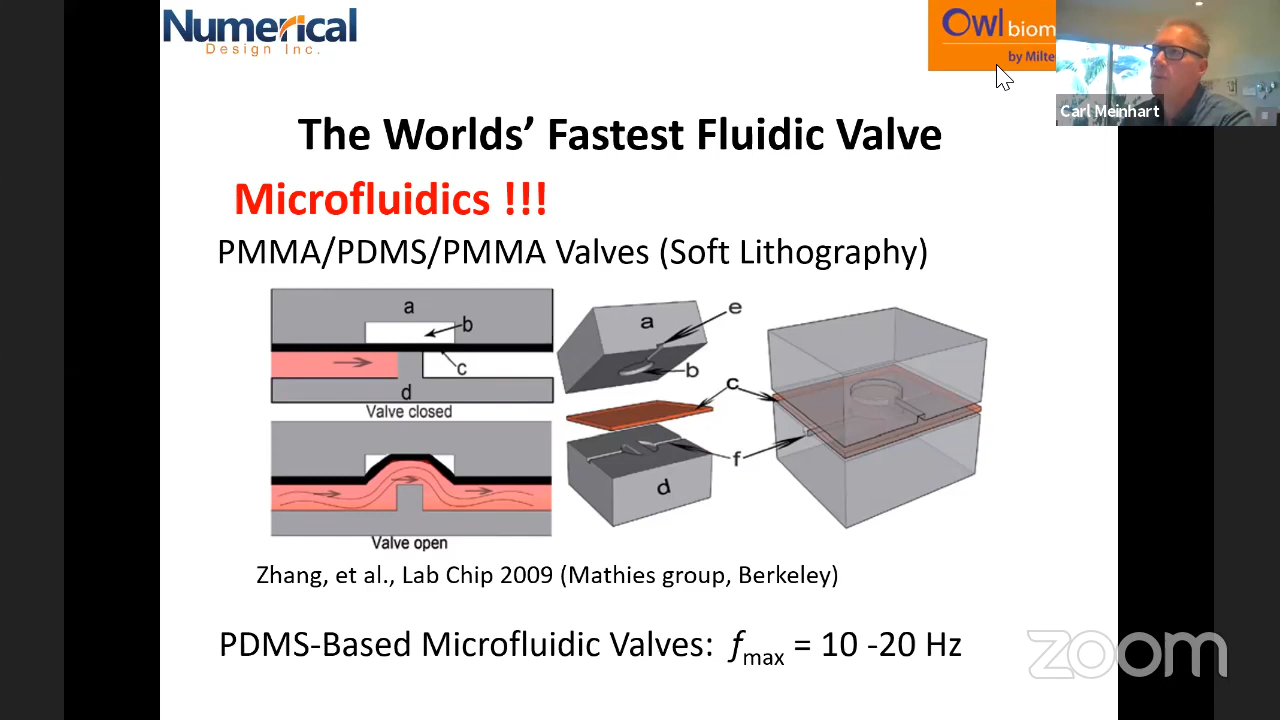 Numerical
Design Inc.
Owl biom
by Milte
Carl Meinhart
The Worlds’ Fastest Fluidic Valve
Microfluidics !!!
PMMA/PDMS/PMMA Valves (Soft Lithography)
a
b
c
d
Valve closed
Valve open
a
e
b
c
f
d
Zhang, et al., Lab Chip 2009 (Mathies group, Berkeley)
PDMS-Based Microfluidic Valves: fmax = 10 -20 Hz
zoom